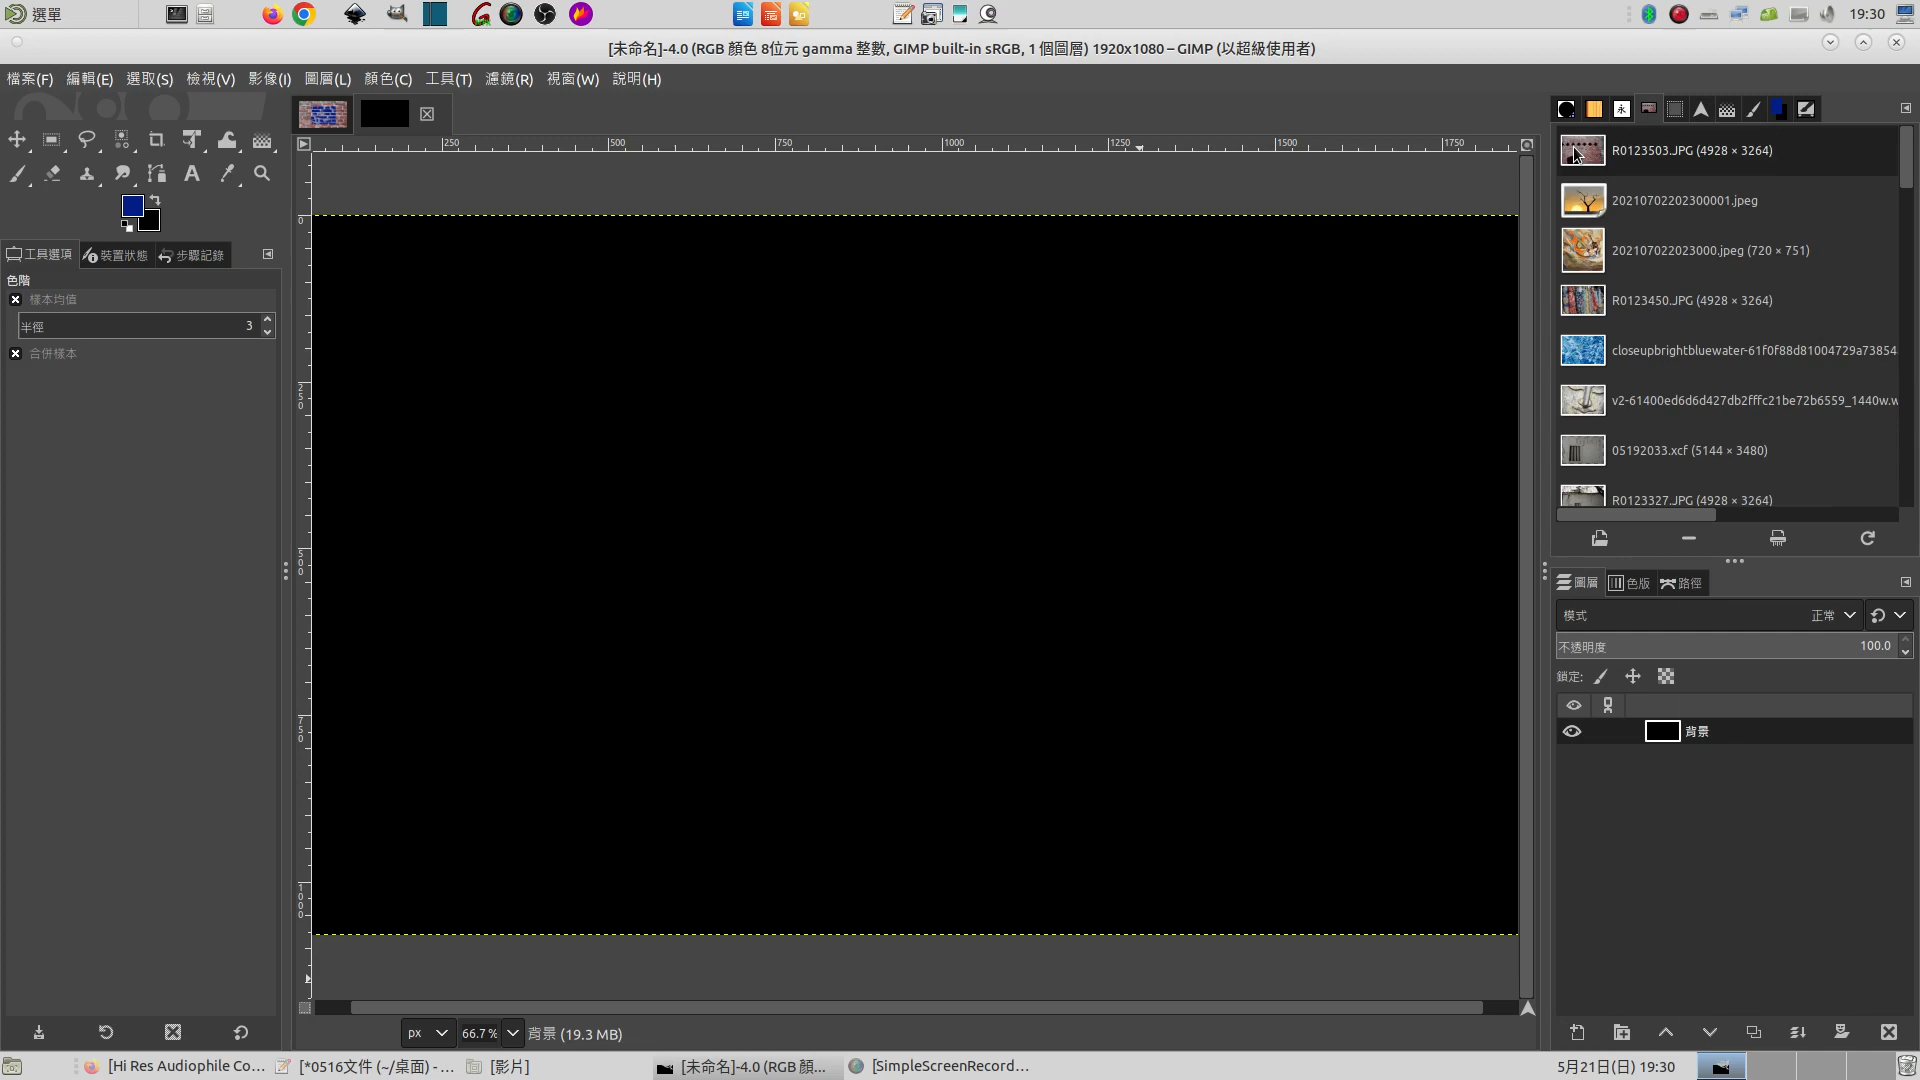 選單
19:30
[未命名]-4.0 (RGB 顏色 8位元 gamma 整數, GIMP built-in sRGB, 1 個圖層) 1920x1080 – GIMP (以超級使用者)
檔案(F) 編輯(E) 選取(S) 檢視(V) 影像(I) 圖層(L) 顏色(C) 工具(T) 濾鏡(R) 視窗(W) 說明(H)
工具選項 裝置狀態 步驟記錄
色階
樣本均值
半徑 3
合併樣本
250 500 750 1000 1250 1500 1750
0
250
500
750
1000
永
R0123503.JPG (4928 × 3264)
20210702202300001.jpeg
202107022023000.jpeg (720 × 751)
R0123450.JPG (4928 × 3264)
closeupbrightbluewater-61f0f88d81004729a73854
v2-61400ed6d6d427db2fffc21be72b6559_1440w.w
05192033.xcf (5144 × 3480)
R0123327.JPG (4928 × 3264)
圖層 色版 路徑
模式 正常
不透明度 100.0
鎖定:
背景
px 66.7 % 背景 (19.3 MB)
[Hi Res Audiophile Co... [*0516文件 (~/桌面) - ... [影片] [未命名]-4.0 (RGB 顏... [SimpleScreenRecord... 5月21日(日) 19:30